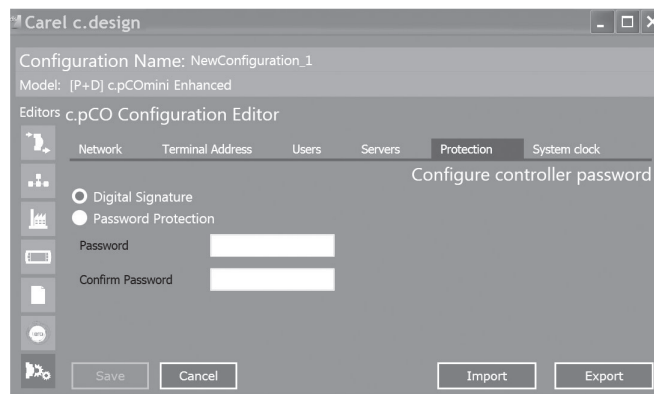 Carel c.design
Configuration Name: NewConfiguration_1
Model: [P+D] c.pCOmini Enhanced
Editors c.pCO Configuration Editor
Network Terminal Address Users Servers Protection System clock
Configure controller password
Digital Signature
Password Protection
Password
Confirm Password
Save Cancel Import Export